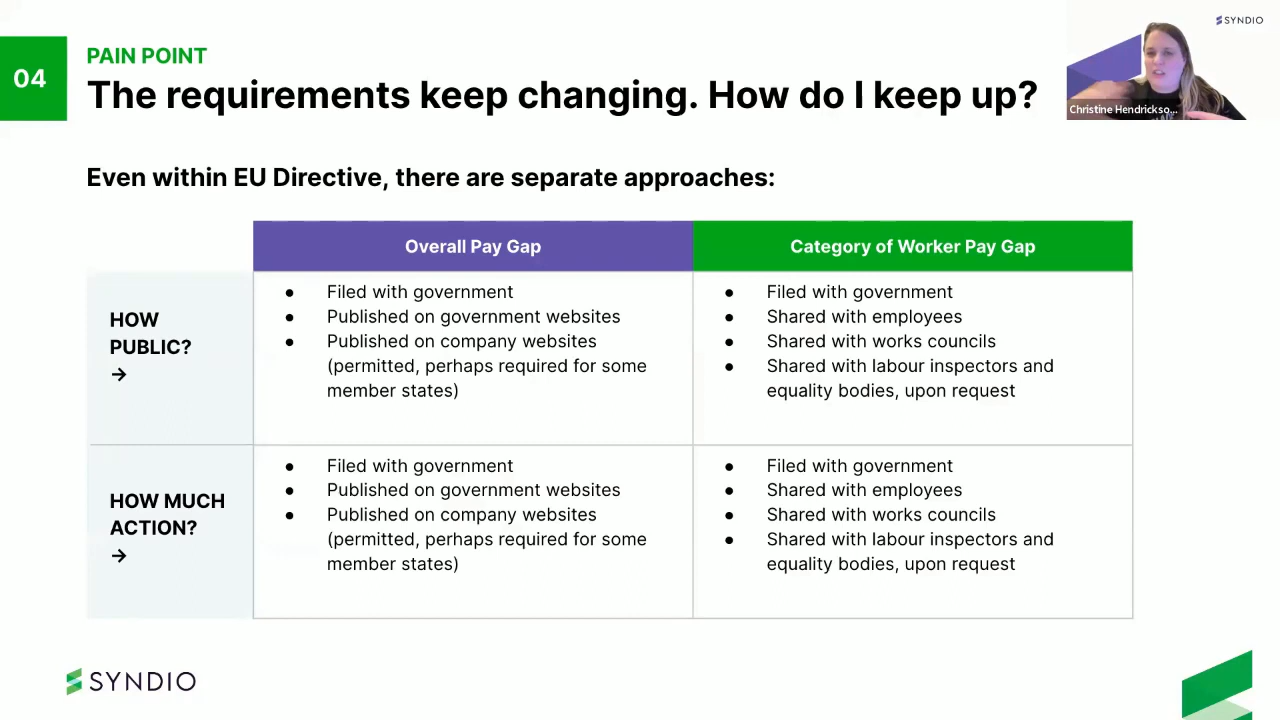 SYNDIO
04
PAIN POINT
The requirements keep changing. How do I keep up?
Christine Hendrickso...
Even within EU Directive, there are separate approaches:
Overall Pay Gap
Category of Worker Pay Gap
HOW
PUBLIC?
→
● Filed with government
● Published on government websites
● Published on company websites
(permitted, perhaps required for some
member states)
● Filed with government
● Shared with employees
● Shared with works councils
● Shared with labour inspectors and
equality bodies, upon request
HOW MUCH
ACTION?
→
● Filed with government
● Published on government websites
● Published on company websites
(permitted, perhaps required for some
member states)
● Filed with government
● Shared with employees
● Shared with works councils
● Shared with labour inspectors and
equality bodies, upon request
SYNDIO